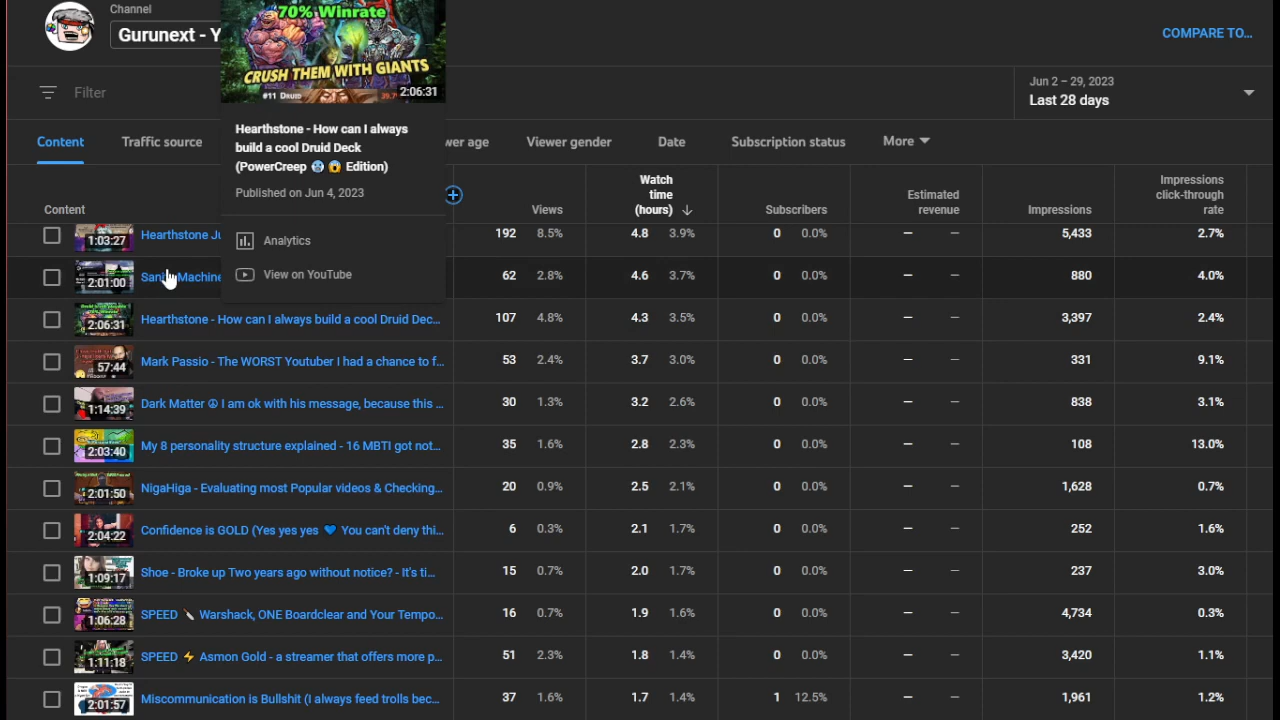 Channel
Gurunext - Y
70% Winrate
CRUSH THEM WITH GIANTS
#11 DRUID 39.7
2:06:31
COMPARE TO...
Filter
Jun 2 – 29, 2023
Last 28 days
Hearthstone - How can I always
build a cool Druid Deck
(PowerCreep 🥶 😱 Edition)
Published on Jun 4, 2023
Analytics
View on YouTube
Content Traffic source wer age Viewer gender Date Subscription status More
Content Views Watch time (hours) Subscribers Estimated revenue Impressions Impressions click-through rate
1:03:27 Hearthstone Ju 192 8.5% 4.8 3.9% 0 0.0% — — 5,433 2.7%
2:01:00 Machine 62 2.8% 4.6 3.7% 0 0.0% — — 880 4.0%
2:06:31 Hearthstone - How can I always build a cool Druid Dec... 107 4.8% 4.3 3.5% 0 0.0% — — 3,397 2.4%
57:44 Mark Passio - The WORST Youtuber I had a chance to f... 53 2.4% 3.7 3.0% 0 0.0% — — 331 9.1%
1:14:39 Dark Matter ☮ I am ok with his message, because this ... 30 1.3% 3.2 2.6% 0 0.0% — — 838 3.1%
2:03:40 My 8 personality structure explained - 16 MBTI got not... 35 1.6% 2.8 2.3% 0 0.0% — — 108 13.0%
2:01:50 NigaHiga - Evaluating most Popular videos & Checking... 20 0.9% 2.5 2.1% 0 0.0% — — 1,628 0.7%
2:04:22 Confidence is GOLD (Yes yes yes 💙 You can't deny thi... 6 0.3% 2.1 1.7% 0 0.0% — — 252 1.6%
1:09:17 Shoe - Broke up Two years ago without notice? - It's ti... 15 0.7% 2.0 1.7% 0 0.0% — — 237 3.0%
1:06:28 SPEED 🔪 Warshack, ONE Boardclear and Your Tempo... 16 0.7% 1.9 1.6% 0 0.0% — — 4,734 0.3%
1:11:18 SPEED ⚡ Asmon Gold - a streamer that offers more p... 51 2.3% 1.8 1.4% 0 0.0% — — 3,420 1.1%
2:01:57 Miscommunication is Bullshit (I always feed trolls bec... 37 1.6% 1.7 1.4% 1 12.5% — — 1,961 1.2%